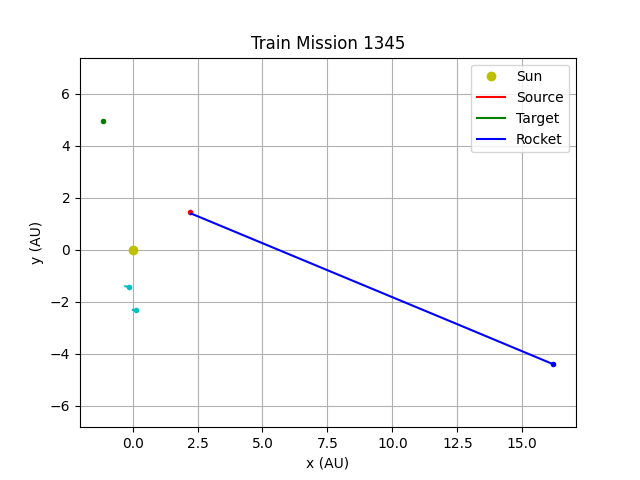 Train Mission 1345
Sun
Source
Target
Rocket
y (AU)
6
4
2
0
−2
−4
−6
0.0 2.5 5.0 7.5 10.0 12.5 15.0
x (AU)